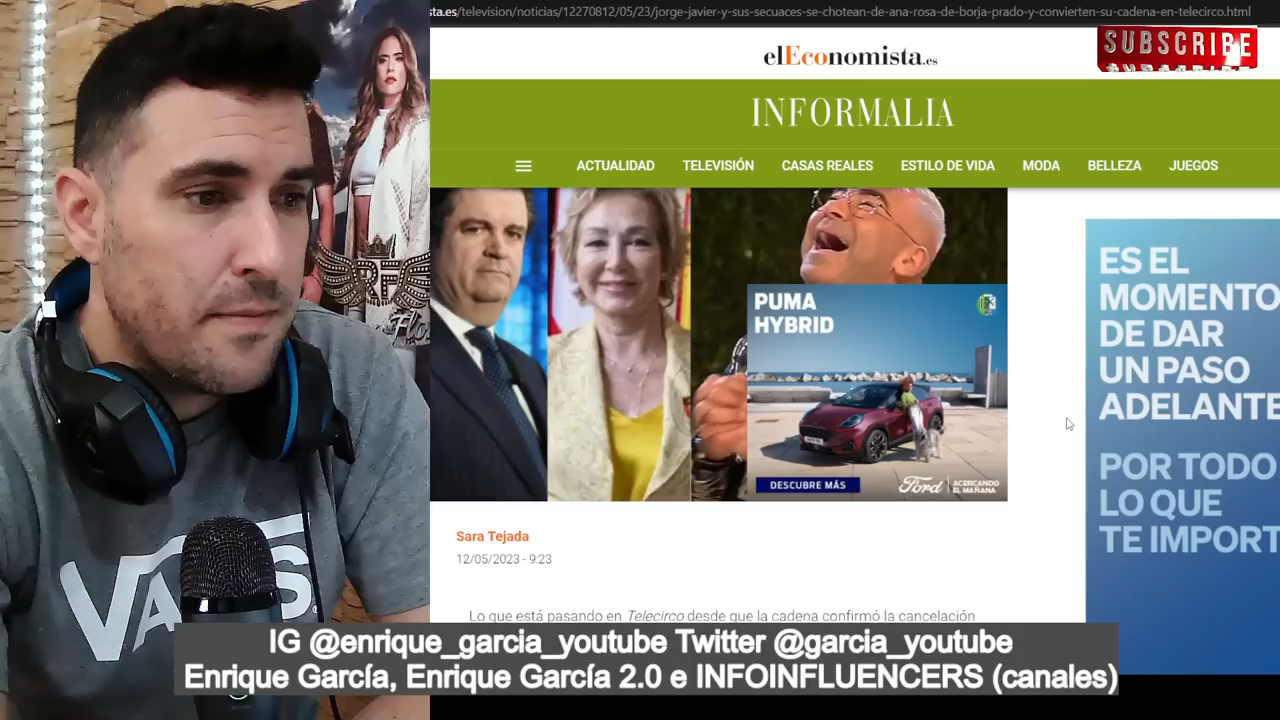 sta.es/television/noticias/12270812/05/23/jorge-javier-y-sus-secuaces-se-chotean-de-ana-rosa-de-borja-prado-y-convierten-su-cadena-en-telecirco.html
SUBSCRIBE
elEconomista.es
INFORMALIA
ACTUALIDAD TELEVISIÓN CASAS REALES ESTILO DE VIDA MODA BELLEZA JUEGOS
PUMA
HYBRID
DESCUBRE MÁS
Ford
ACERCANDO
EL MAÑANA
ES EL
MOMENTO
DE DAR
UN PASO
ADELANTE
POR TODO
LO QUE
TE IMPORT
Sara Tejada
12/05/2023 - 9:23
Lo que está pasando en Telecirco desde que la cadena confirmó la cancelación
RF
Flo
VANS
IG @enrique_garcia_youtube Twitter @garcia_youtube
Enrique García, Enrique García 2.0 e INFOINFLUENCERS (canales)